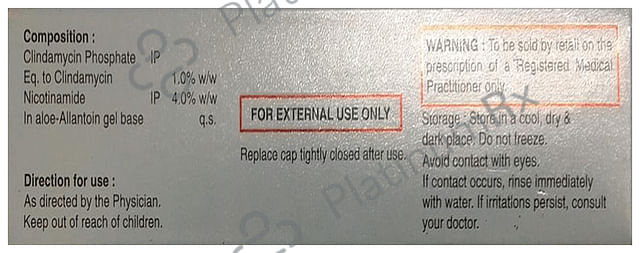 Composition :
Clindamycin Phosphate IP
Eq. to Clindamycin 1.0% w/w
Nicotinamide IP 4.0% w/w
In aloe-Allantoin gel base q.s.
Direction for use :
As directed by the Physician.
Keep out of reach of children.
FOR EXTERNAL USE ONLY
Replace cap tightly closed after use.
WARNING : To be sold by retail on the
prescription of a Registered Medical
Practitioner only.
Storage : Store in a cool, dry &
dark place. Do not freeze.
Avoid contact with eyes.
If contact occurs, rinse immediately
with water. If irritations persist, consult
your doctor.
Platinum Rx